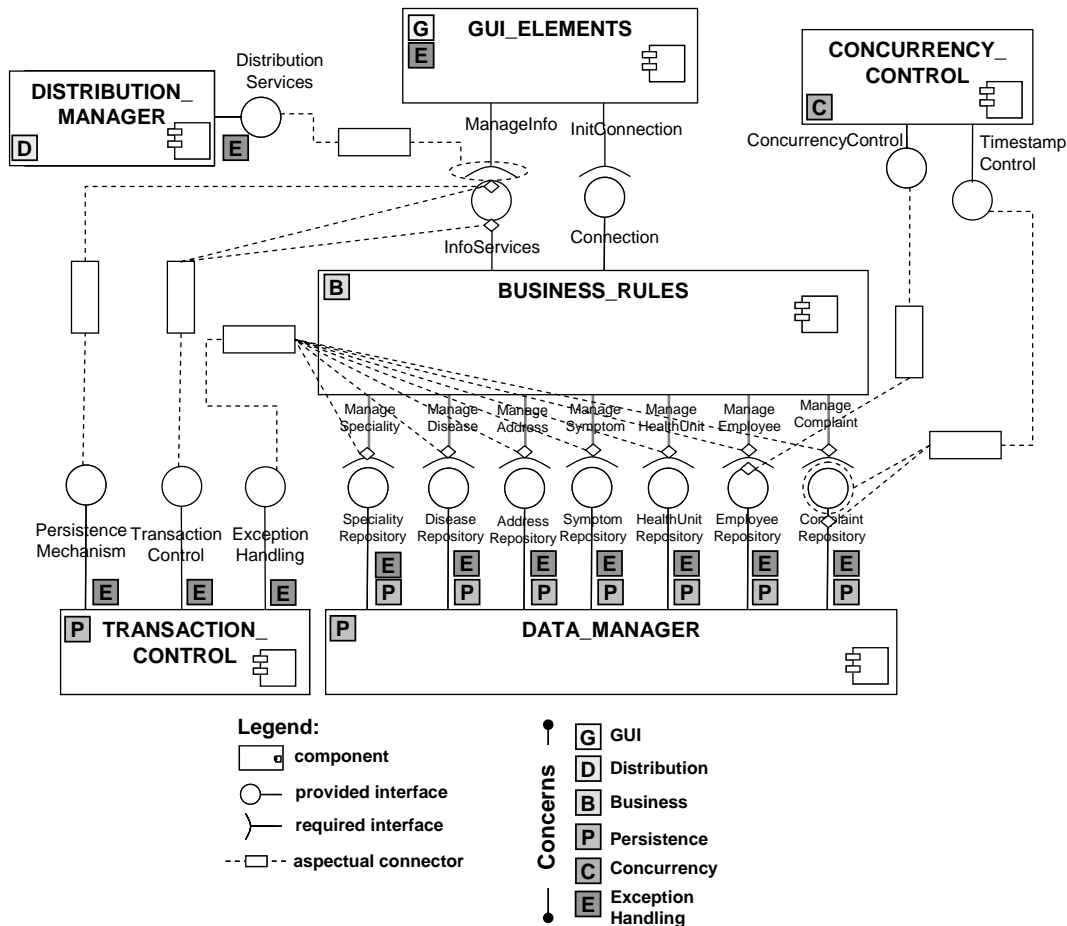 G
GUI_ELEMENTS
E
CONCURRENCY_
CONTROL
C
Distribution
Services
DISTRIBUTION_
MANAGER
D
E
ManageInfo
InitConnection
ConcurrencyControl
Timestamp
Control
InfoServices
Connection
B
BUSINESS_RULES
Manage
Speciality
Manage
Disease
Manage
Address
Manage
Symptom
Manage
HealthUnit
Manage
Employee
Manage
Complaint
Persistence
Mechanism
Transaction
Control
Exception
Handling
Speciality
Repository
Disease
Repository
Address
Repository
Symptom
Repository
HealthUnit
Repository
Employee
Repository
Complaint
Repository
E
E
E
E
P
E
P
E
P
E
P
E
P
E
P
E
P
P
TRANSACTION_
CONTROL
P
DATA_MANAGER
Legend:
component
provided interface
required interface
aspectual connector
Concerns
G GUI
D Distribution
B Business
P Persistence
C Concurrency
E Exception
Handling